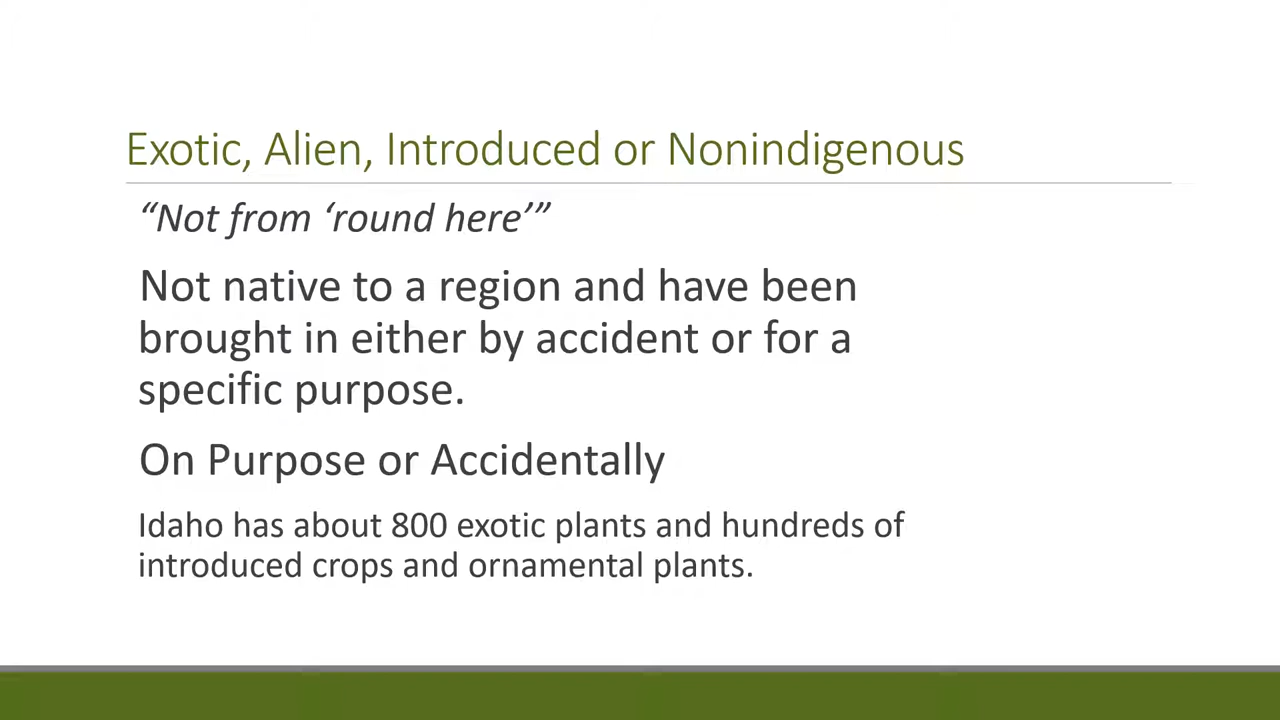 Exotic, Alien, Introduced or Nonindigenous
“Not from ‘round here’”
Not native to a region and have been
brought in either by accident or for a
specific purpose.
On Purpose or Accidentally
Idaho has about 800 exotic plants and hundreds of
introduced crops and ornamental plants.